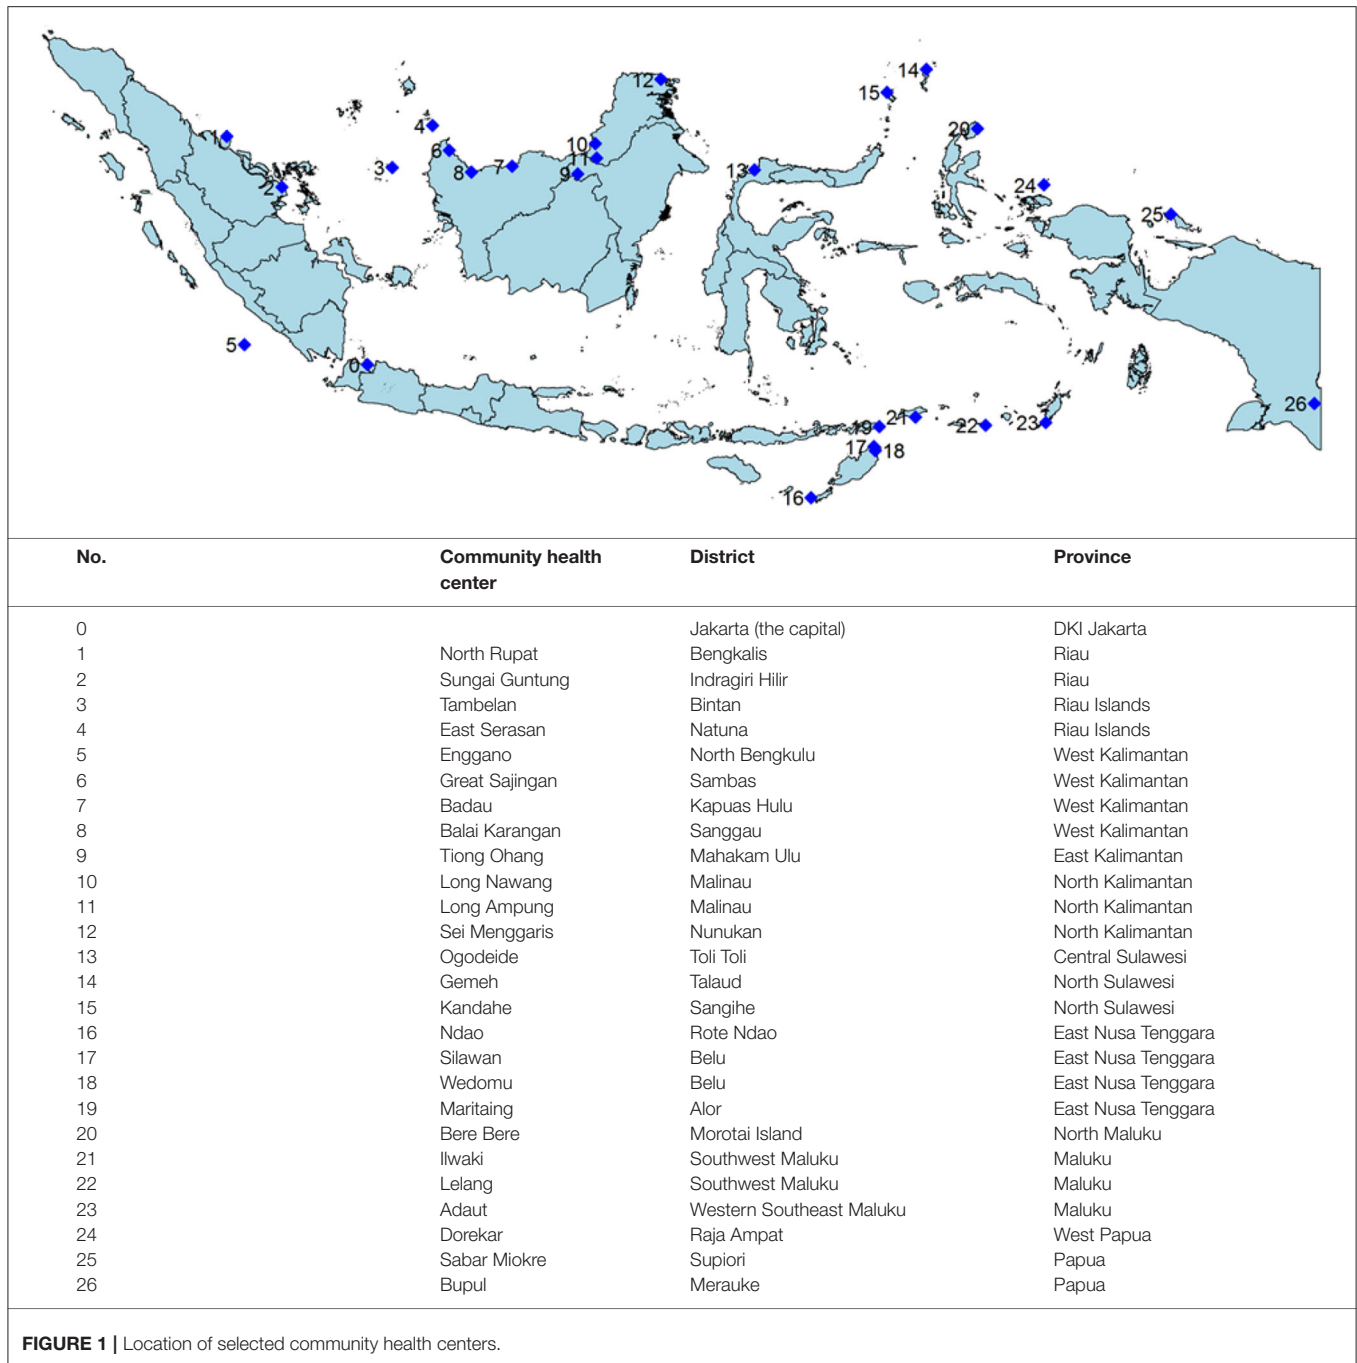 12
14
15
1
4
20
10
6
11
3
7
8
9
13
2
24
25
5
0
26
21
19
22
23
17
18
16
No. Community health center District Province
0 Jakarta (the capital) DKI Jakarta
1 North Rupat Bengkalis Riau
2 Sungai Guntung Indragiri Hilir Riau
3 Tambelan Bintan Riau Islands
4 East Serasan Natuna Riau Islands
5 Enggano North Bengkulu West Kalimantan
6 Great Sajingan Sambas West Kalimantan
7 Badau Kapuas Hulu West Kalimantan
8 Balai Karangan Sanggau West Kalimantan
9 Tiong Ohang Mahakam Ulu East Kalimantan
10 Long Nawang Malinau North Kalimantan
11 Long Ampung Malinau North Kalimantan
12 Sei Menggaris Nunukan North Kalimantan
13 Ogodeide Toli Toli Central Sulawesi
14 Gemeh Talaud North Sulawesi
15 Kandahe Sangihe North Sulawesi
16 Ndao Rote Ndao East Nusa Tenggara
17 Silawan Belu East Nusa Tenggara
18 Wedomu Belu East Nusa Tenggara
19 Maritaing Alor East Nusa Tenggara
20 Bere Bere Morotai Island North Maluku
21 Ilwaki Southwest Maluku Maluku
22 Lelang Southwest Maluku Maluku
23 Adaut Western Southeast Maluku Maluku
24 Dorekar Raja Ampat West Papua
25 Sabar Miokre Supiori Papua
26 Bupul Merauke Papua
FIGURE 1 | Location of selected community health centers.